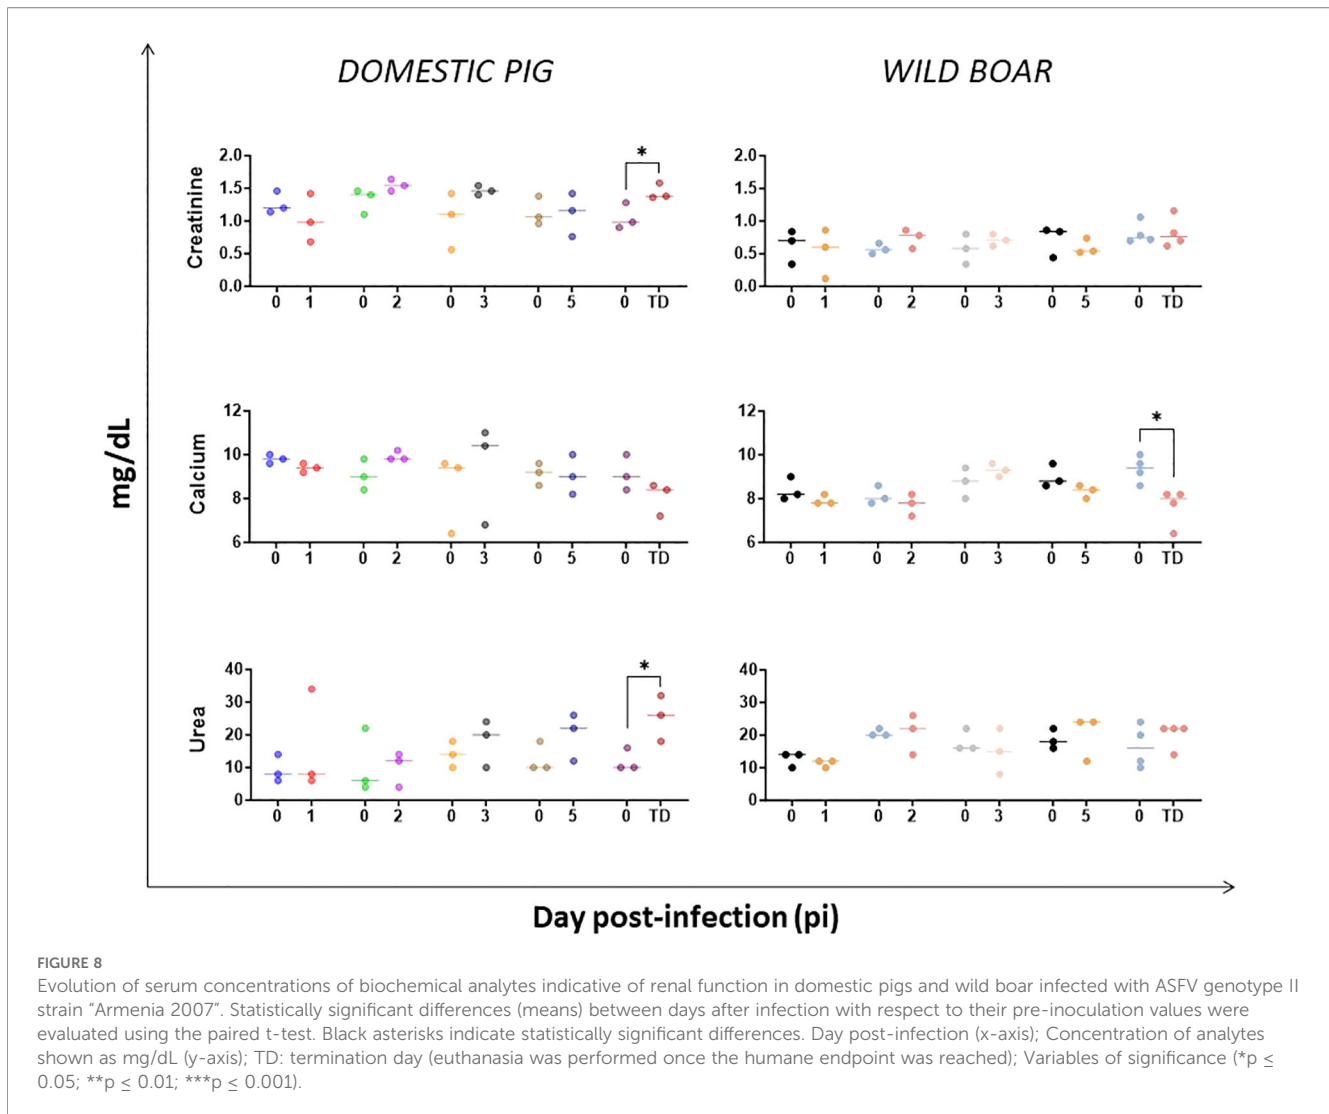 DOMESTIC PIG
WILD BOAR
mg/dL
Creatinine
2.0
1.5
1.0
0.5
0.0
*
0 1 0 2 0 3 0 5 0 TD
2.0
1.5
1.0
0.5
0.0
0 1 0 2 0 3 0 5 0 TD
Calcium
12
10
8
6
0 1 0 2 0 3 0 5 0 TD
12
10
8
6
*
0 1 0 2 0 3 0 5 0 TD
Urea
40
30
20
10
0
*
0 1 0 2 0 3 0 5 0 TD
40
30
20
10
0
0 1 0 2 0 3 0 5 0 TD
Day post-infection (pi)
FIGURE 8
Evolution of serum concentrations of biochemical analytes indicative of renal function in domestic pigs and wild boar infected with ASFV genotype II
strain “Armenia 2007”. Statistically significant differences (means) between days after infection with respect to their pre-inoculation values were
evaluated using the paired t-test. Black asterisks indicate statistically significant differences. Day post-infection (x-axis); Concentration of analytes
shown as mg/dL (y-axis); TD: termination day (euthanasia was performed once the humane endpoint was reached); Variables of significance (*p ≤
0.05; **p ≤ 0.01; ***p ≤ 0.001).